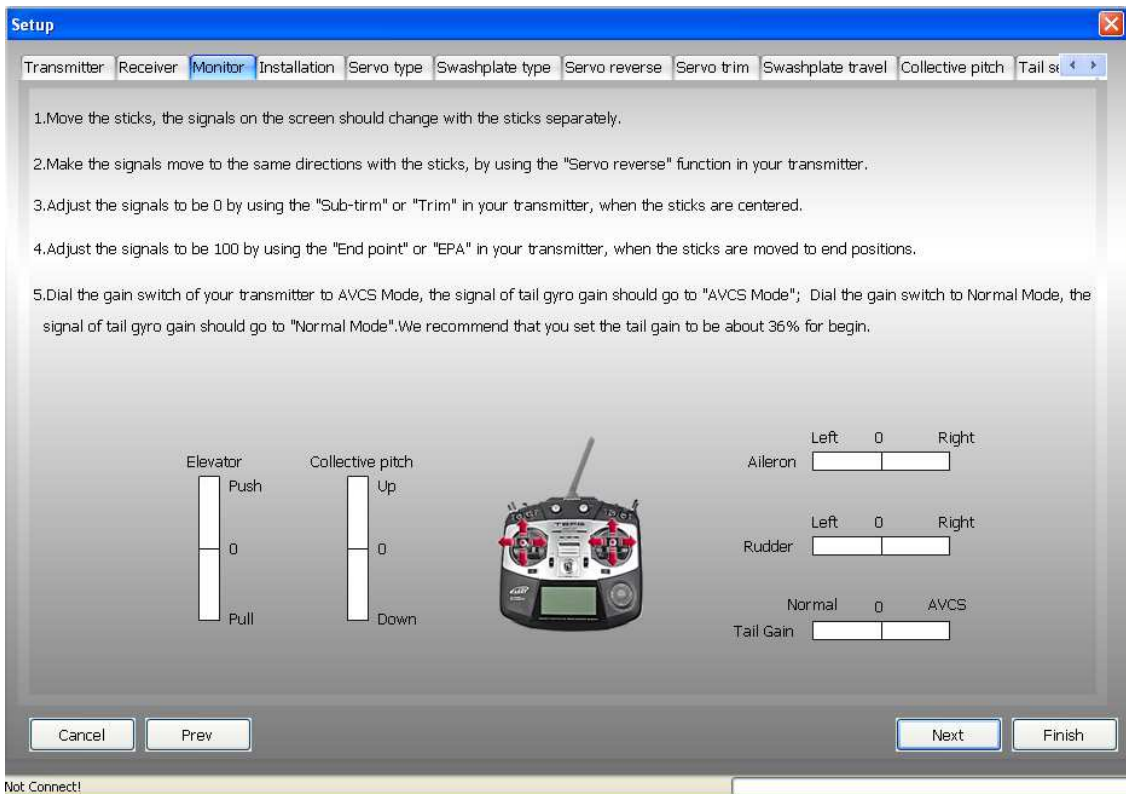 Setup
Transmitter Receiver Monitor Installation Servo type Swashplate type Servo reverse Servo trim Swashplate travel Collective pitch Tail se
1.Move the sticks, the signals on the screen should change with the sticks separately.
2.Make the signals move to the same directions with the sticks, by using the "Servo reverse" function in your transmitter.
3.Adjust the signals to be 0 by using the "Sub-tirm" or "Trim" in your transmitter, when the sticks are centered.
4.Adjust the signals to be 100 by using the "End point" or "EPA" in your transmitter, when the sticks are moved to end positions.
5.Dial the gain switch of your transmitter to AVCS Mode, the signal of tail gyro gain should go to "AVCS Mode"; Dial the gain switch to Normal Mode, the
signal of tail gyro gain should go to "Normal Mode".We recommend that you set the tail gain to be about 36% for begin.
Left 0 Right
Elevator Collective pitch Aileron
Push Up
Left 0 Right
0 0 Rudder
Normal 0 AVCS
Pull Down
Tail Gain
Cancel Prev Next Finish
Not Connect!